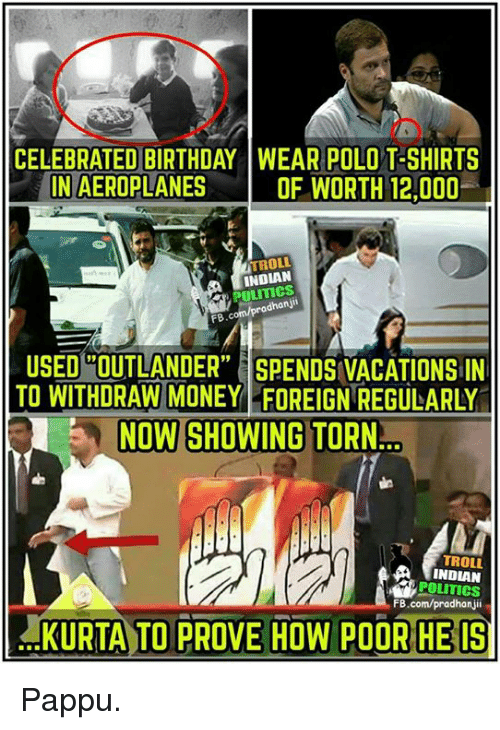 CELEBRATED BIRTHDAY
IN AEROPLANES
WEAR POLO T-SHIRTS
OF WORTH 12,000
TROLL
INDIAN
POLITICS
FB.com/pradhanjii
USED "OUTLANDER"
TO WITHDRAW MONEY
SPENDS VACATIONS IN
FOREIGN REGULARLY
NOW SHOWING TORN...
TROLL
INDIAN
POLITICS
FB.com/pradhanjii
...KURTA TO PROVE HOW POOR HE IS
Pappu.